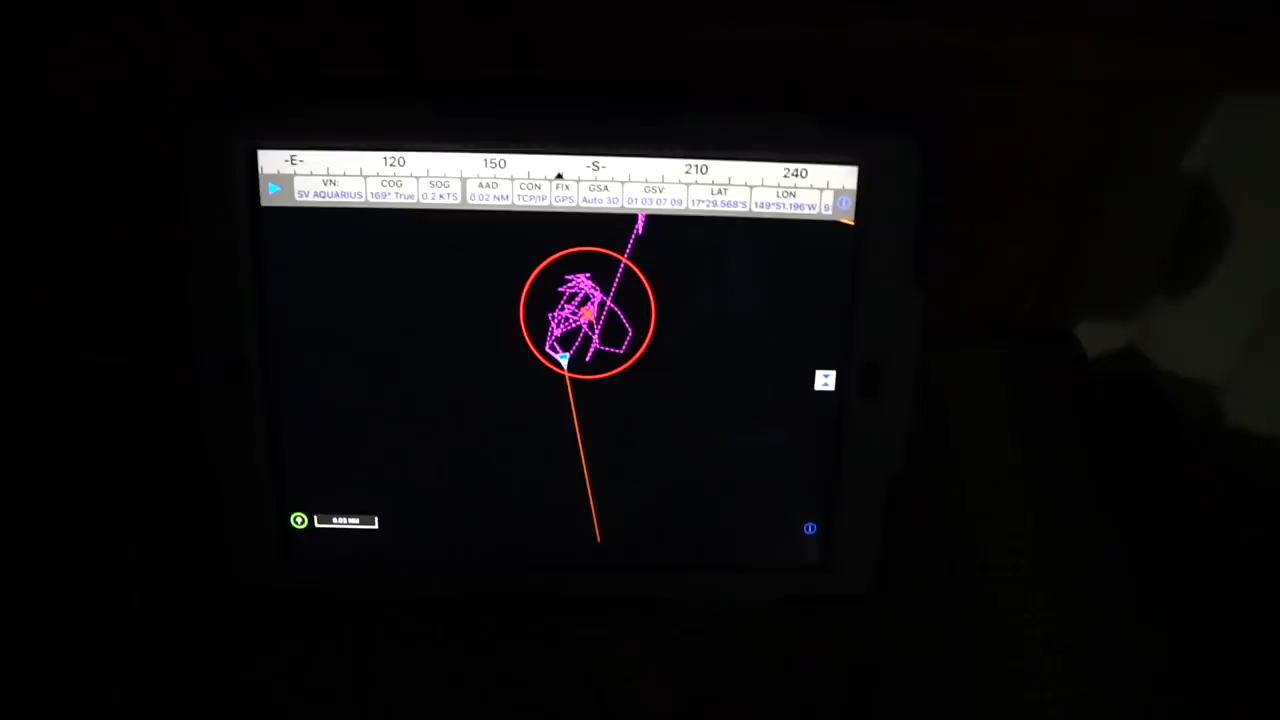 -E- 120 150 -S- 210 240
VN: COG SOG AAD: CON FIX GSA GSV: LAT LON
SV AQUARIUS 169° True 0.2 KTS 0.02 NM TCP/IP GPS Auto 3D 01 03 07 09 17°29.568'S 149°51.196'W